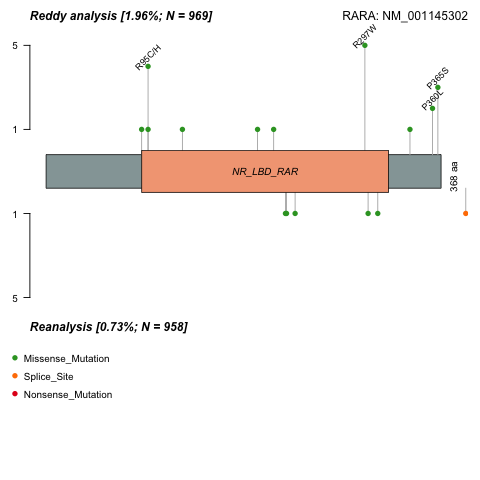 Reddy analysis [1.96%; N = 969]
RARA: NM_001145302
5
R297W
R95C/H
P365S
P360L
1
NR_LBD_RAR
368 aa
1
5
Reanalysis [0.73%; N = 958]
Missense_Mutation
Splice_Site
Nonsense_Mutation